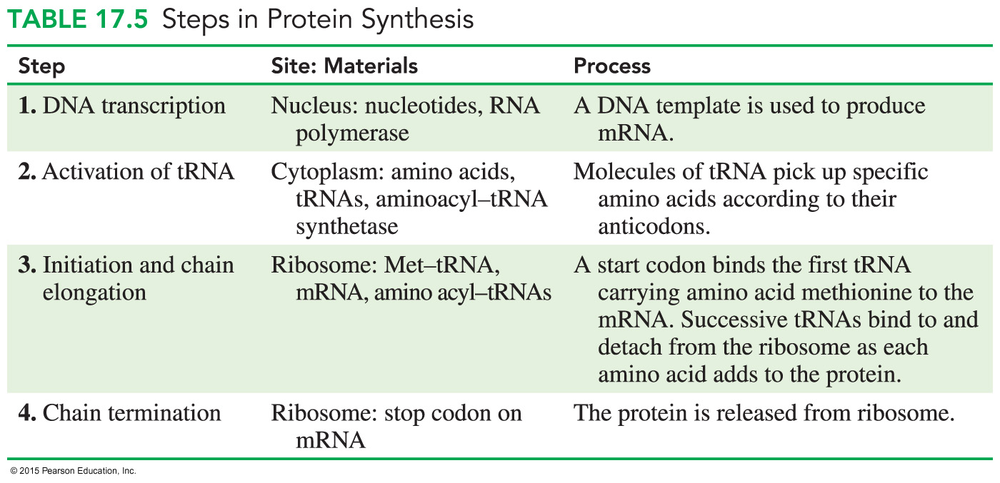 TABLE 17.5 Steps in Protein Synthesis
Step Site: Materials Process
1. DNA transcription Nucleus: nucleotides, RNA A DNA template is used to produce
polymerase mRNA.
2. Activation of tRNA Cytoplasm: amino acids, Molecules of tRNA pick up specific
tRNAs, aminoacyl–tRNA amino acids according to their
synthetase anticodons.
3. Initiation and chain Ribosome: Met–tRNA, A start codon binds the first tRNA
elongation mRNA, amino acyl–tRNAs carrying amino acid methionine to the
mRNA. Successive tRNAs bind to and
detach from the ribosome as each
amino acid adds to the protein.
4. Chain termination Ribosome: stop codon on The protein is released from ribosome.
mRNA
© 2015 Pearson Education, Inc.